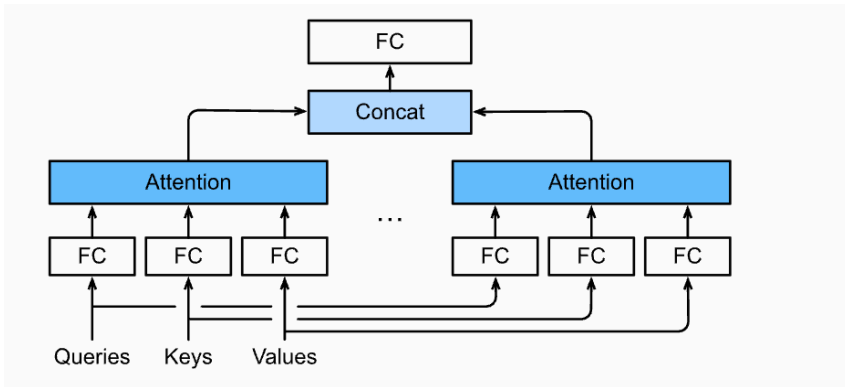 FC
Concat
Attention ... Attention
FC FC FC FC FC FC
Queries Keys Values